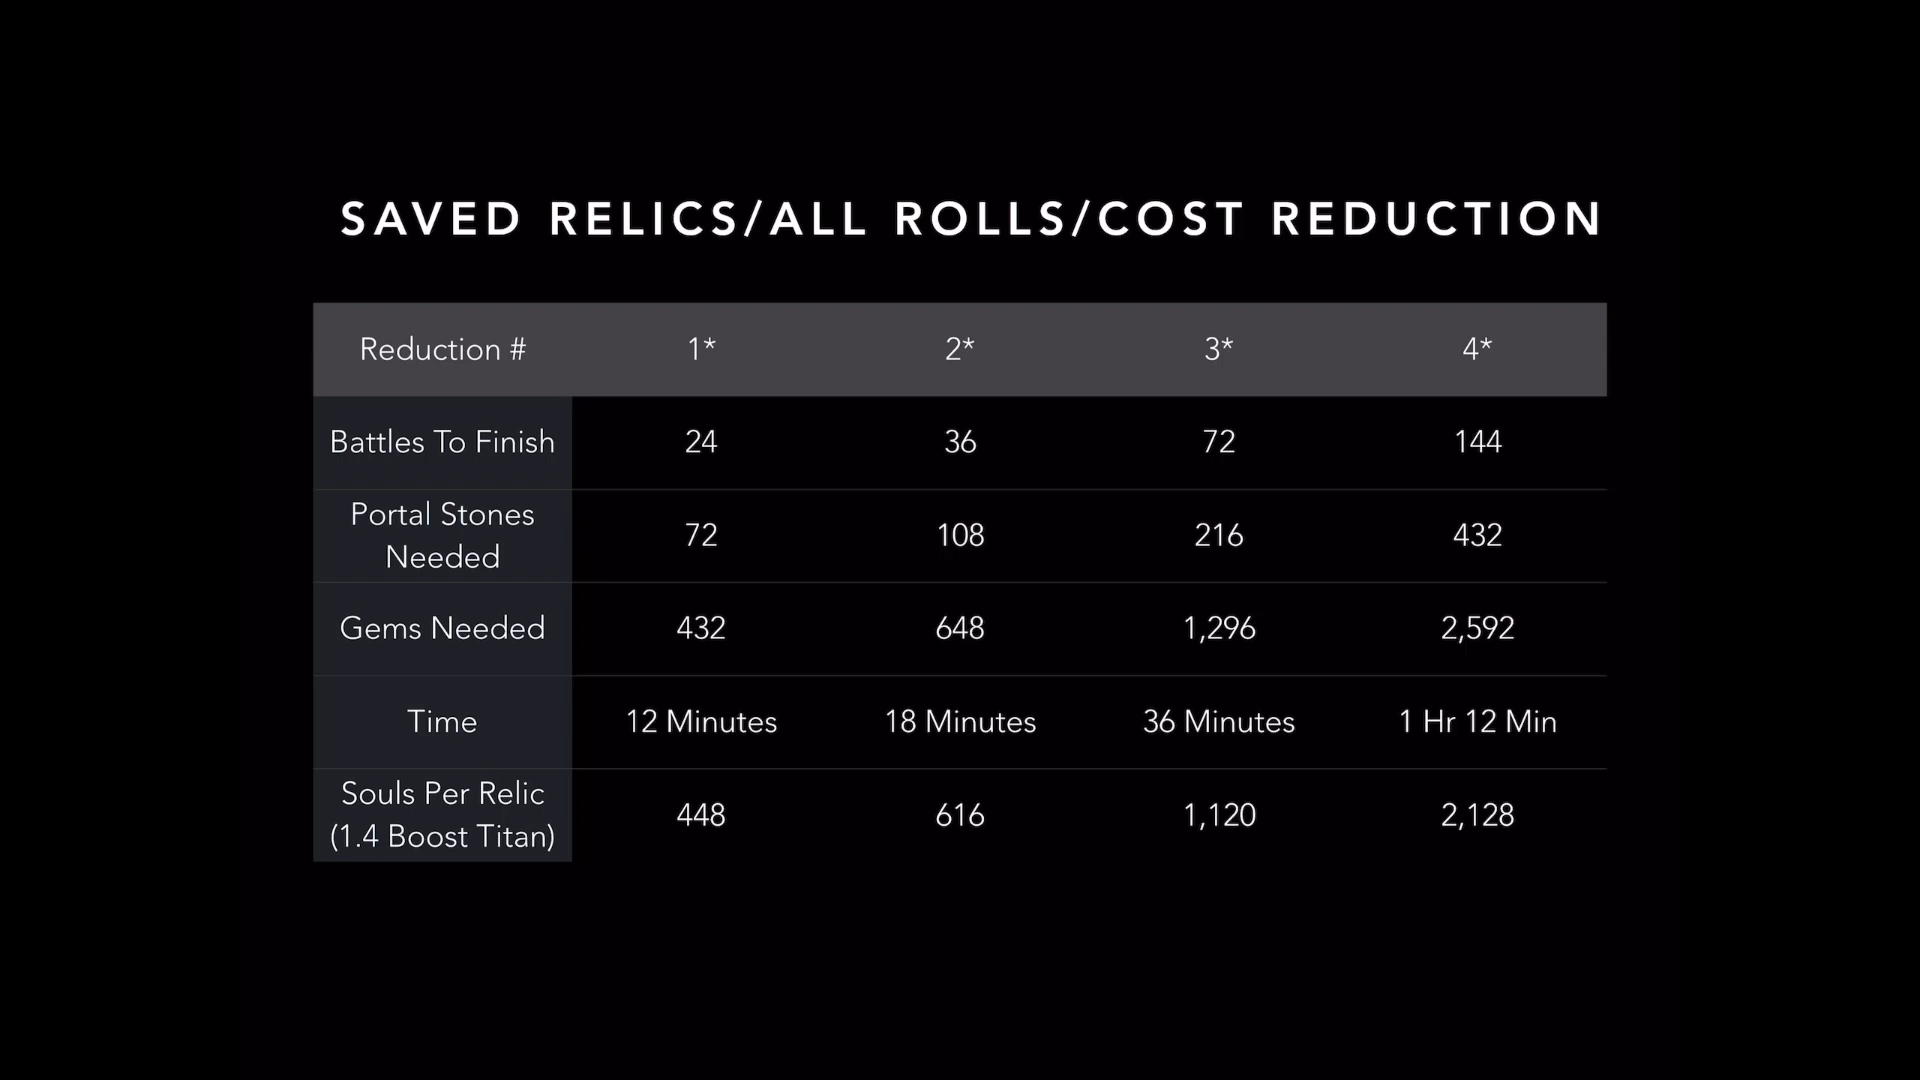 SAVED RELICS/ALL ROLLS/COST REDUCTION
Reduction # 1* 2* 3* 4*
Battles To Finish 24 36 72 144
Portal Stones
Needed 72 108 216 432
Gems Needed 432 648 1,296 2,592
Time 12 Minutes 18 Minutes 36 Minutes 1 Hr 12 Min
Souls Per Relic
(1.4 Boost Titan) 448 616 1,120 2,128